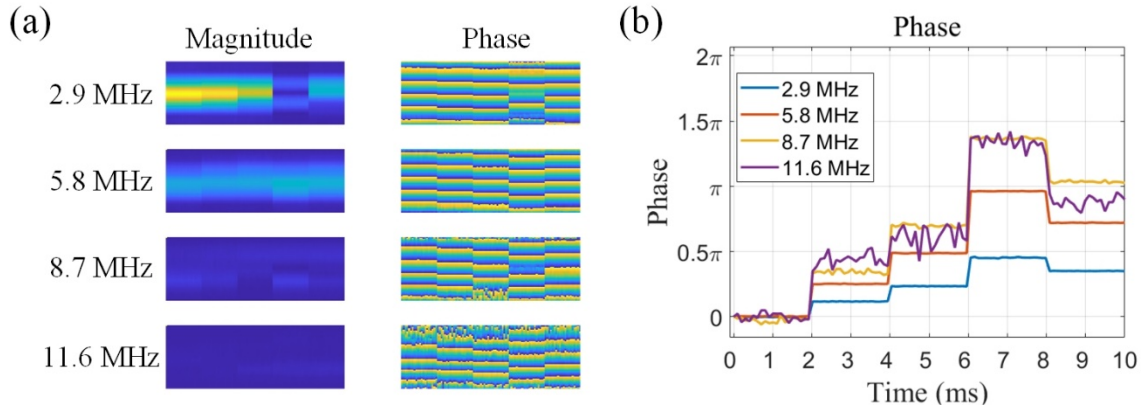 (a)
Magnitude Phase
2.9 MHz
5.8 MHz
8.7 MHz
11.6 MHz
(b)
Phase
2π
1.5π
π
0.5π
0
Phase
2.9 MHz
5.8 MHz
8.7 MHz
11.6 MHz
0 1 2 3 4 5 6 7 8 9 10
Time (ms)